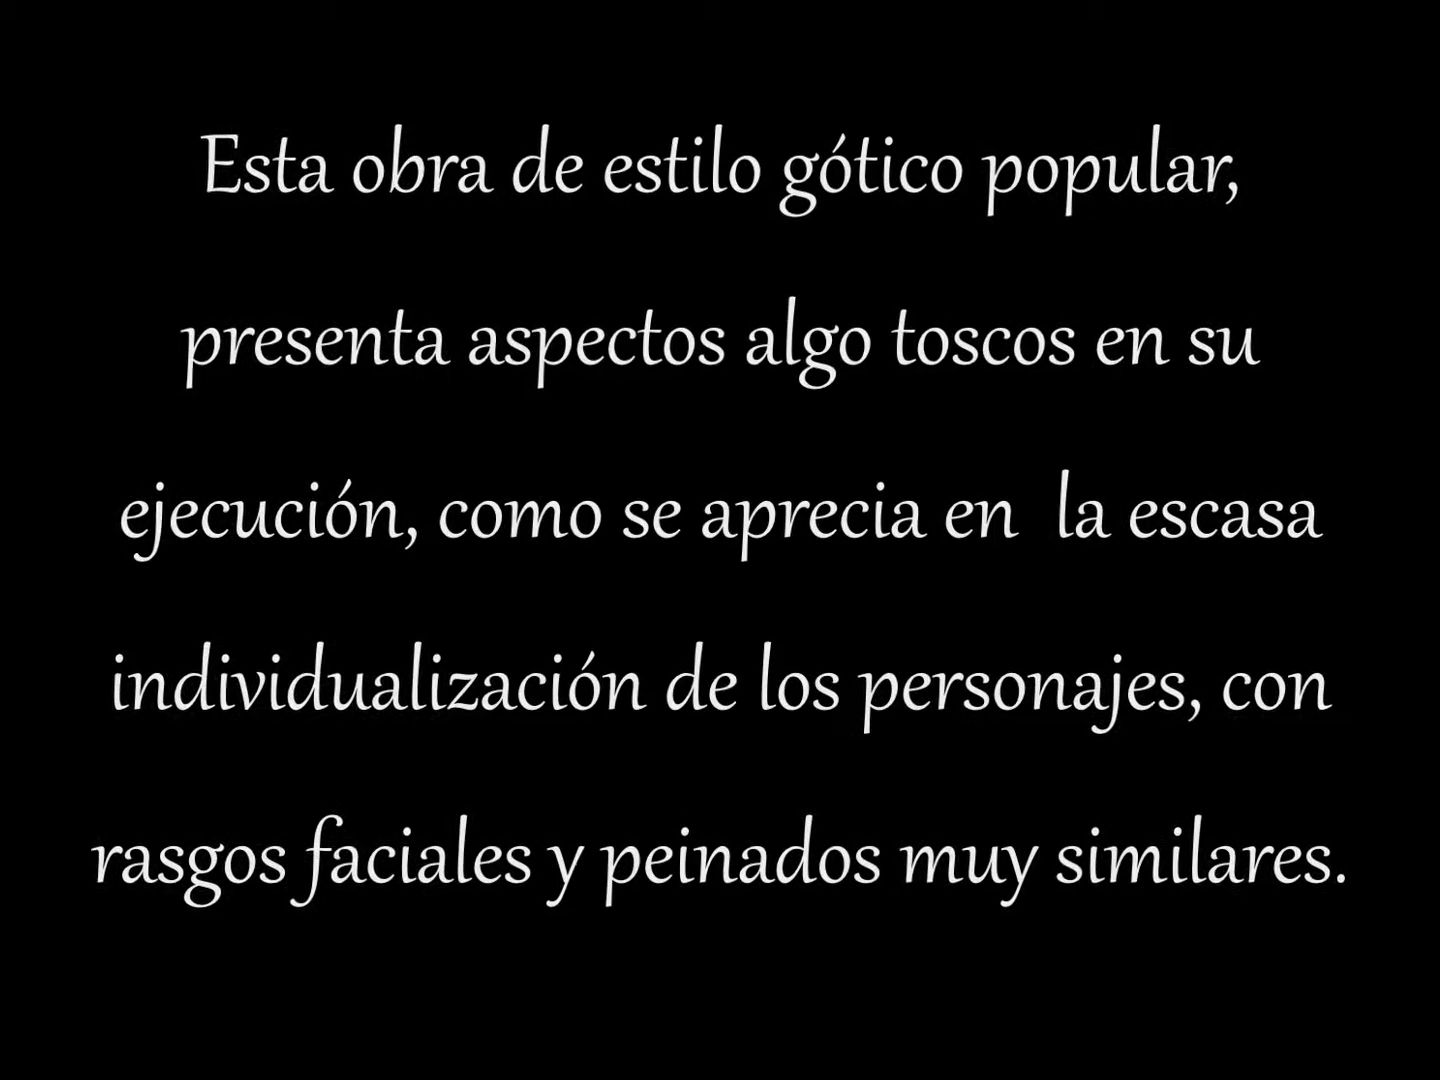 Esta obra de estilo gótico popular,
presenta aspectos algo toscos en su
ejecución, como se aprecia en  la escasa
individualización de los personajes, con
rasgos faciales y peinados muy similares.